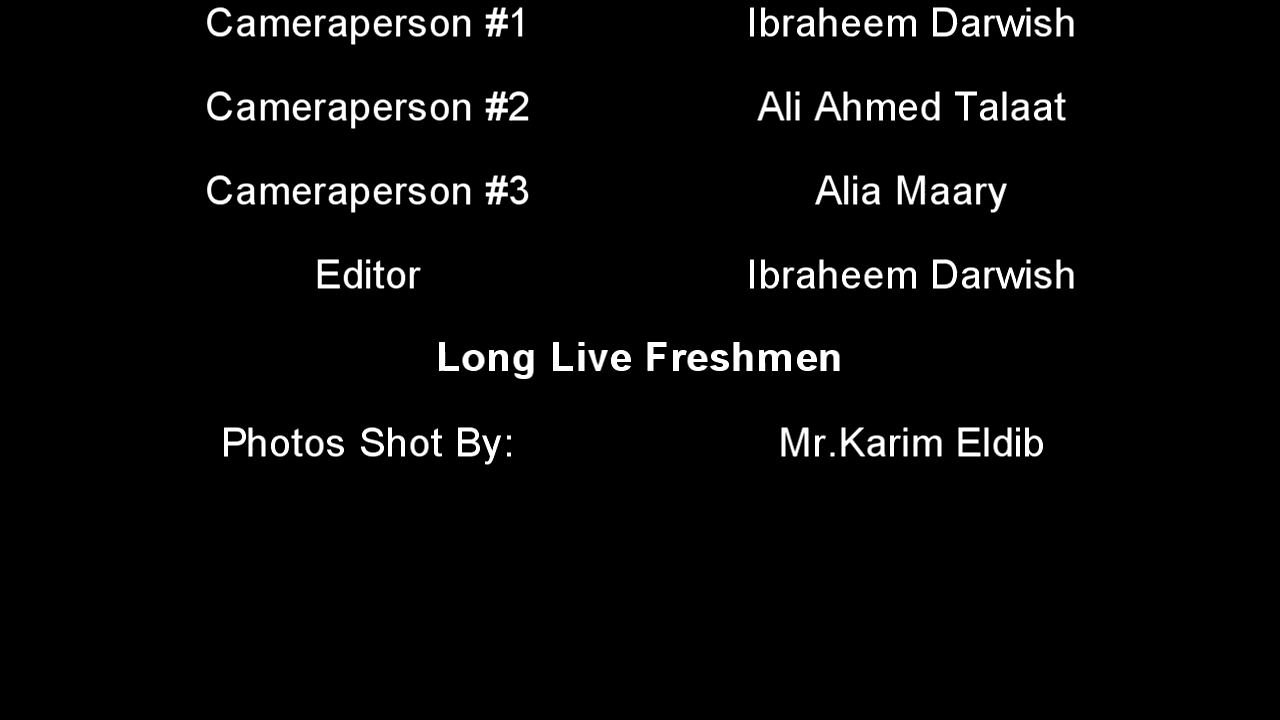 Cameraperson #1 Ibraheem Darwish
Cameraperson #2 Ali Ahmed Talaat
Cameraperson #3 Alia Maary
Editor Ibraheem Darwish
Long Live Freshmen
Photos Shot By: Mr.Karim Eldib